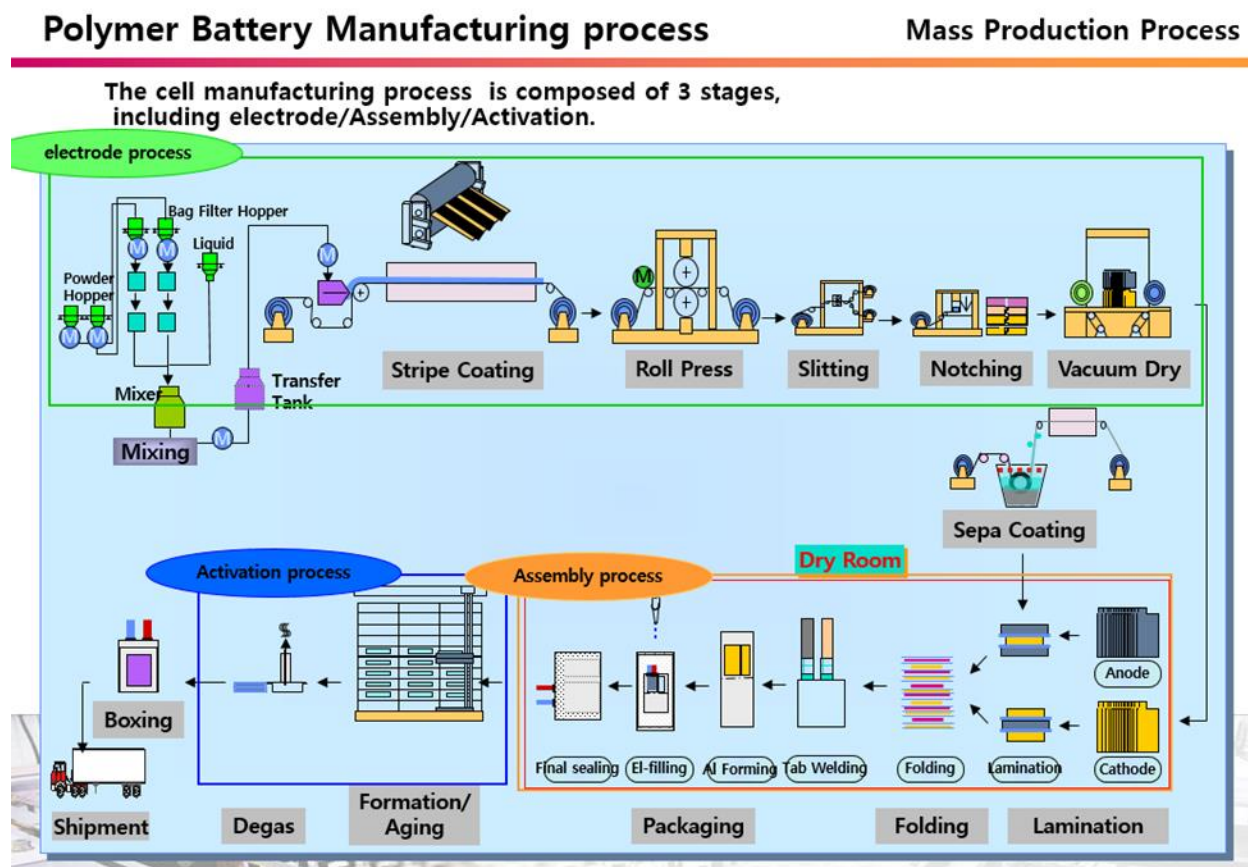 Polymer Battery Manufacturing process
Mass Production Process
The cell manufacturing process is composed of 3 stages,
including electrode/Assembly/Activation.
electrode process
Bag Filter Hopper
Liquid
Powder
Hopper
M
M
M
M
M
M
M
Mixer
Transfer
Tank
Mixing
Stripe Coating
Roll Press
Slitting
Notching
Vacuum Dry
Sepa Coating
Dry Room
Activation process
Assembly process
Anode
Cathode
Final sealing
El-filling
Al Forming
Tab Welding
Folding
Lamination
Boxing
Shipment
Degas
Formation/
Aging
Packaging
Folding
Lamination